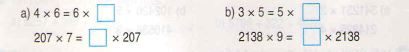 a) 4 × 6 = 6 × □
b) 3 × 5 = 5 × □
207 × 7 = □ × 207
2138 × 9 = □ × 2138